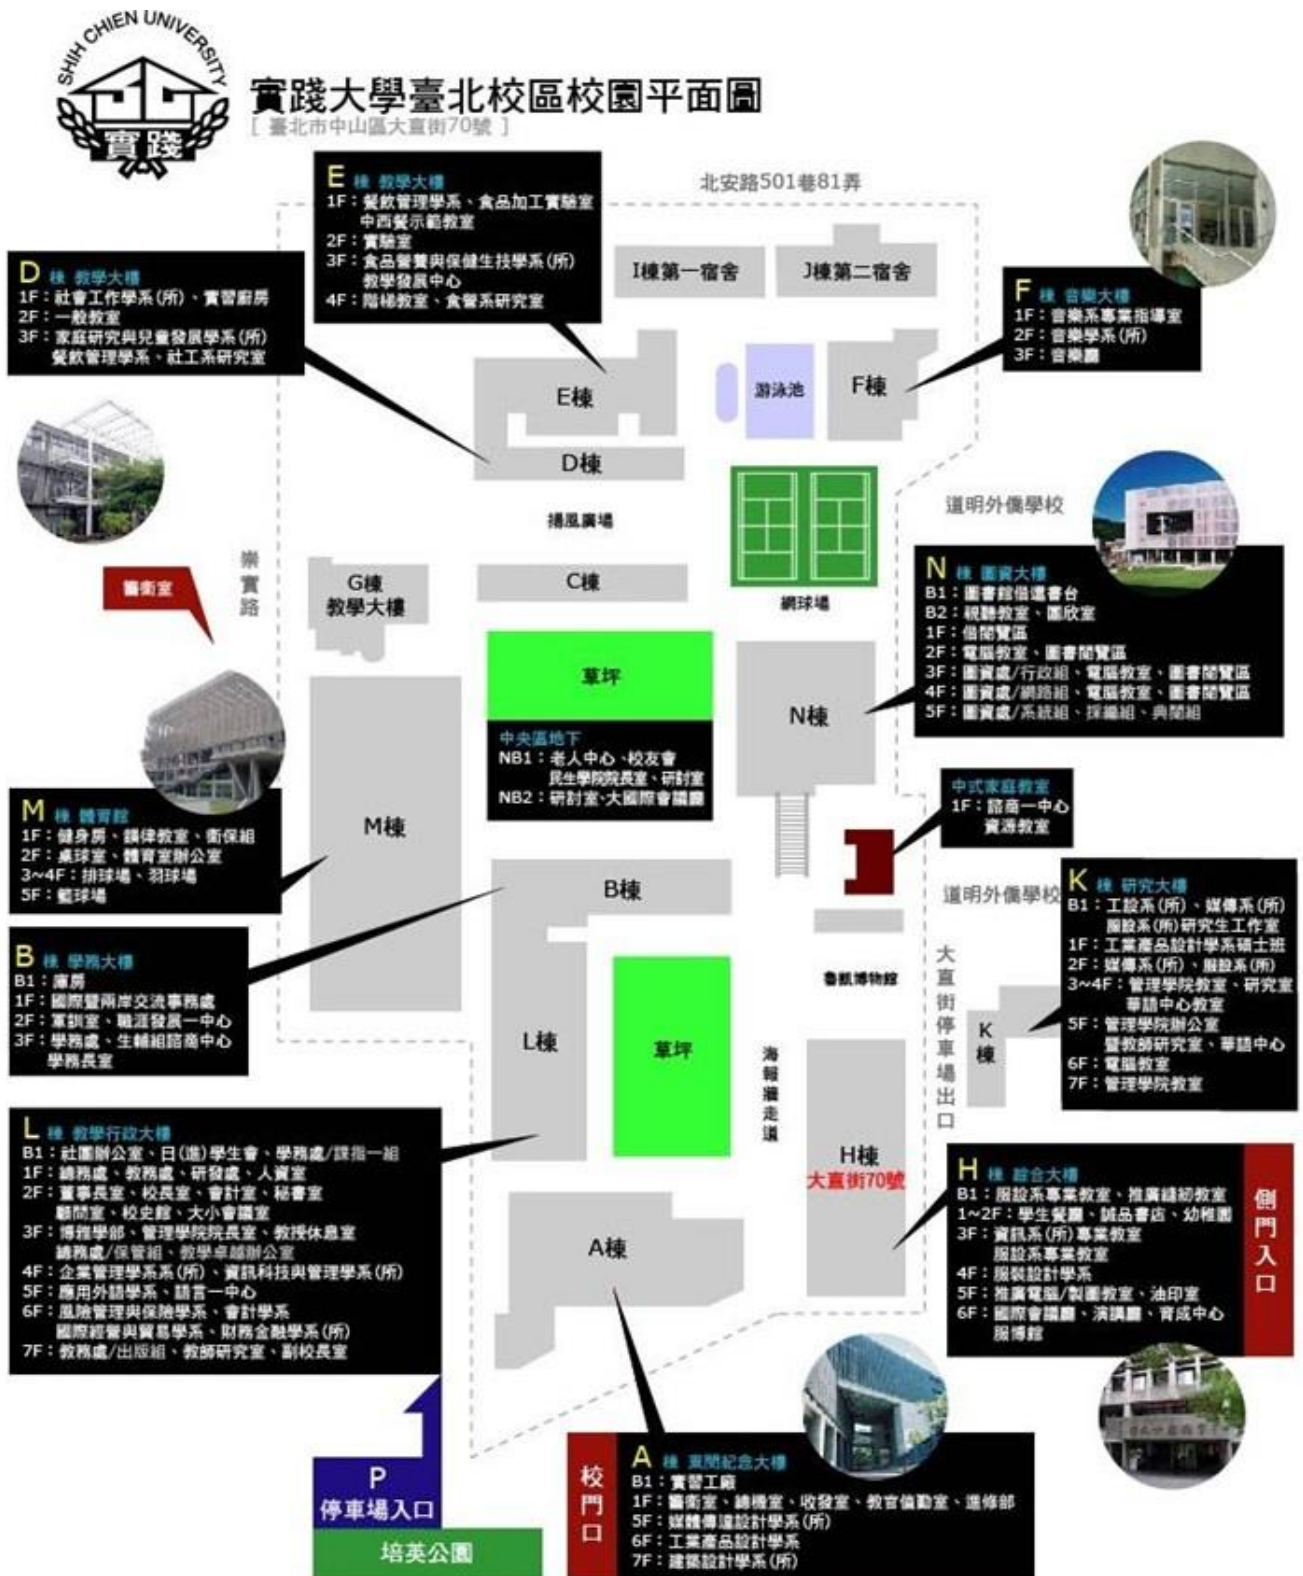 SHIH CHIEN UNIVERSITY
實踐
實踐大學臺北校區校園平面圖
[ 臺北市中山區大直街70號 ]
北安路501巷81弄
E 棟 教學大樓
1F：餐飲管理學系、食品加工實驗室
中西餐示範教室
2F：實驗室
3F：食品營養與保健生技學系(所)
教學發展中心
4F：階梯教室、食營系研究室
D 棟 教學大樓
1F：社會工作學系(所)、實習廚房
2F：一般教室
3F：家庭研究與兒童發展學系(所)
餐飲管理學系、社工系研究室
I棟第一宿舍
J棟第二宿舍
F 棟 音樂大樓
1F：音樂系專業指導室
2F：音樂學系(所)
3F：音樂廳
E棟
游泳池
F棟
D棟
揚風廣場
道明外僑學校
崇實路
警衛室
G棟
教學大樓
C棟
網球場
N 棟 圖資大樓
B1：圖書館借還書台
B2：視聽教室、圕欣室
1F：借閱覽區
2F：電腦教室、圖書閱覽區
3F：圖資處/行政組、電腦教室、圖書閱覽區
4F：圖資處/網路組、電腦教室、圖書閱覽區
5F：圖資處/系統組、採編組、典閱組
草坪
N棟
中央區地下
NB1：老人中心、校友會
民生學院院長室、研討室
NB2：研討室、大國際會議廳
M棟
中式家庭教室
1F：諮商一中心
資源教室
M 棟 體育館
1F：健身房、韻律教室、衛保組
2F：桌球室、體育室辦公室
3~4F：排球場、羽球場
5F：籃球場
B棟
道明外僑學校
K 棟 研究大樓
B1：工設系(所)、媒傳系(所)
服設系(所)研究生工作室
1F：工業產品設計學系碩士班
2F：媒傳系(所)、服設系(所)
3~4F：管理學院教室、研究室
華語中心教室
5F：管理學院辦公室
暨教師研究室、華語中心
6F：電腦教室
7F：管理學院教室
B 棟 學務大樓
B1：庫房
1F：國際暨兩岸交流事務處
2F：軍訓室、職涯發展一中心
3F：學務處、生輔組諮商中心
學務長室
魯凱博物館
大直街停車場出口
K棟
L棟
草坪
海報牆走道
H棟
大直街70號
L 棟 教學行政大樓
B1：社團辦公室、日(進)學生會、學務處/課指一組
1F：總務處、教務處、研發處、人資室
2F：董事長室、校長室、會計室、秘書室
顧問室、校史館、大小會議室
3F：博雅學部、管理學院院長室、教授休息室
總務處/保管組、教學卓越辦公室
4F：企業管理學系系(所)、資訊科技與管理學系(所)
5F：應用外語學系、語言一中心
6F：風險管理與保險學系、會計學系
國際經營與貿易學系、財務金融學系(所)
7F：教務處/出版組、教師研究室、副校長室
H 棟 綜合大樓
B1：服設系專業教室、推廣縫紉教室
1~2F：學生餐廳、誠品書店、幼稚園
3F：資訊系(所)專業教室
服設系專業教室
4F：服裝設計學系
5F：推廣電腦/製圖教室、油印室
6F：國際會議廳、演講廳、育成中心
服博館
側門入口
A棟
P
停車場入口
培英公園
校門口
A 棟 東閔紀念大樓
B1：實習工廠
1F：警衛室、總機室、收發室、教官值勤室、進修部
5F：媒體傳達設計學系(所)
6F：工業產品設計學系
7F：建築設計學系(所)